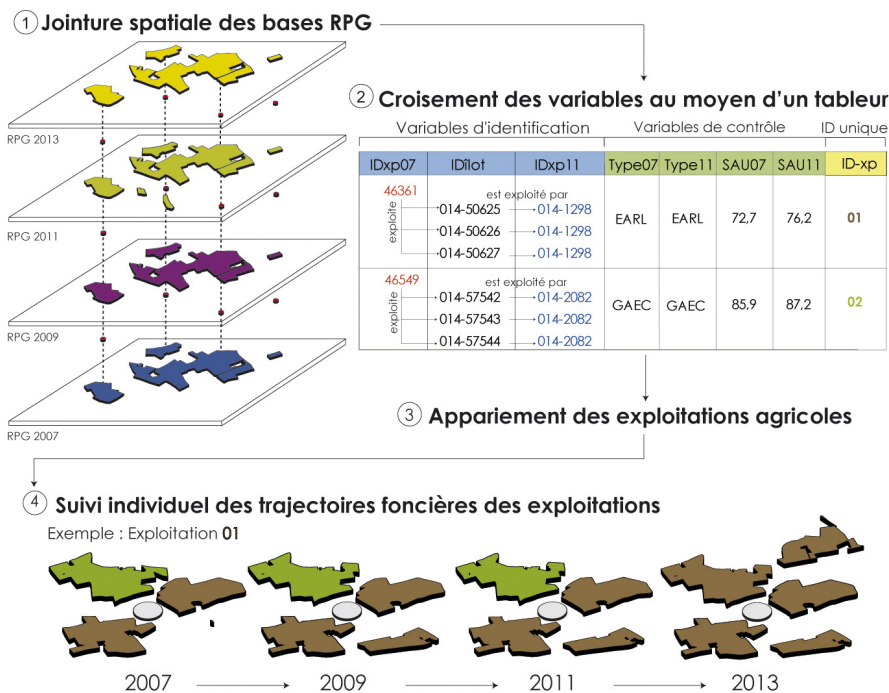 1 Jointure spatiale des bases RPG
RPG 2013
RPG 2011
RPG 2009
RPG 2007
2 Croisement des variables au moyen d'un tableur
Variables d'identification Variables de contrôle ID unique
IDxp07 IDîlot IDxp11 Type07 Type11 SAU07 SAU11 ID-xp
46361 est exploité par
exploite
014-50625 014-1298
014-50626 014-1298
014-50627 014-1298
EARL EARL 72,7 76,2 01
46549 est exploité par
exploite
014-57542 014-2082
014-57543 014-2082
014-57544 014-2082
GAEC GAEC 85,9 87,2 02
3 Appariement des exploitations agricoles
4 Suivi individuel des trajectoires foncières des exploitations
Exemple : Exploitation 01
2007 2009 2011 2013